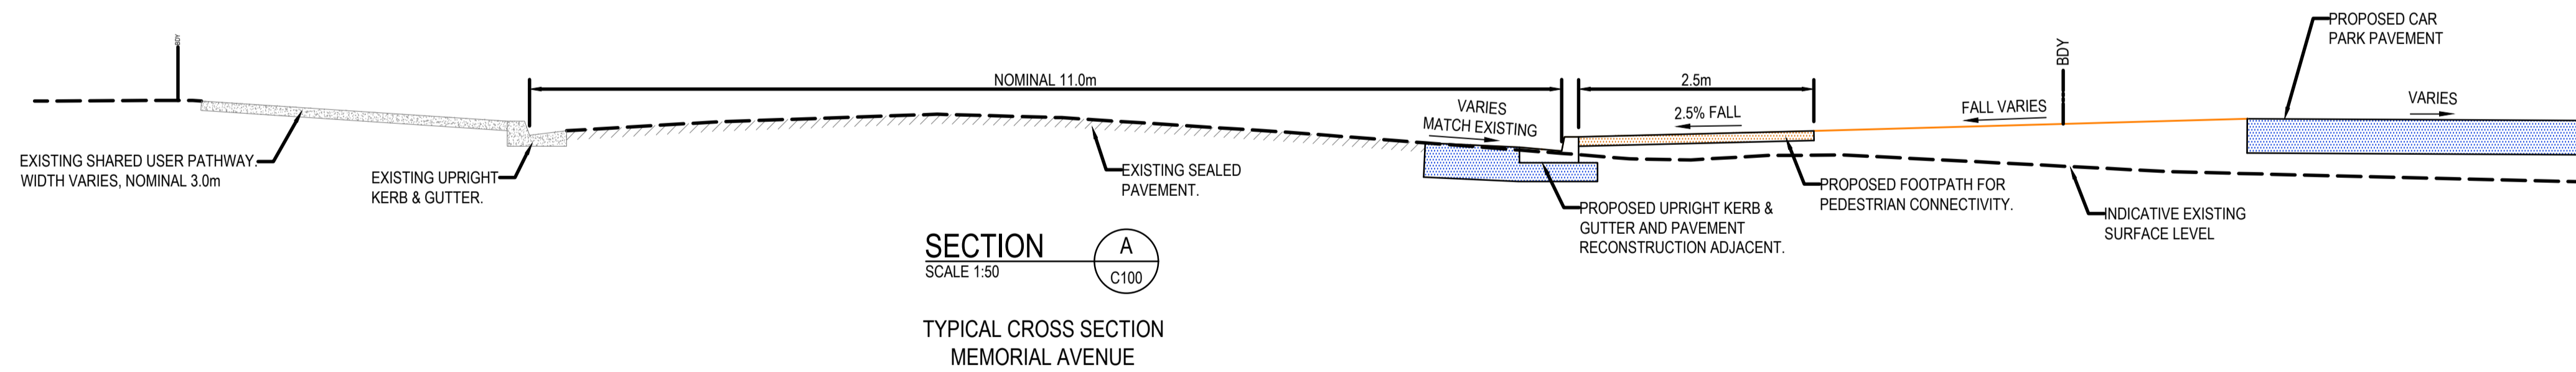 BDY
EXISTING SHARED USER PATHWAY.
WIDTH VARIES, NOMINAL 3.0m
EXISTING UPRIGHT
KERB & GUTTER.
NOMINAL 11.0m
EXISTING SEALED
PAVEMENT.
VARIES
MATCH EXISTING
2.5m
2.5% FALL
PROPOSED UPRIGHT KERB &
GUTTER AND PAVEMENT
RECONSTRUCTION ADJACENT.
PROPOSED FOOTPATH FOR
PEDESTRIAN CONNECTIVITY.
FALL VARIES
BDY
INDICATIVE EXISTING
SURFACE LEVEL
PROPOSED CAR
PARK PAVEMENT
VARIES
SECTION
SCALE 1:50
A
C100
TYPICAL CROSS SECTION
MEMORIAL AVENUE